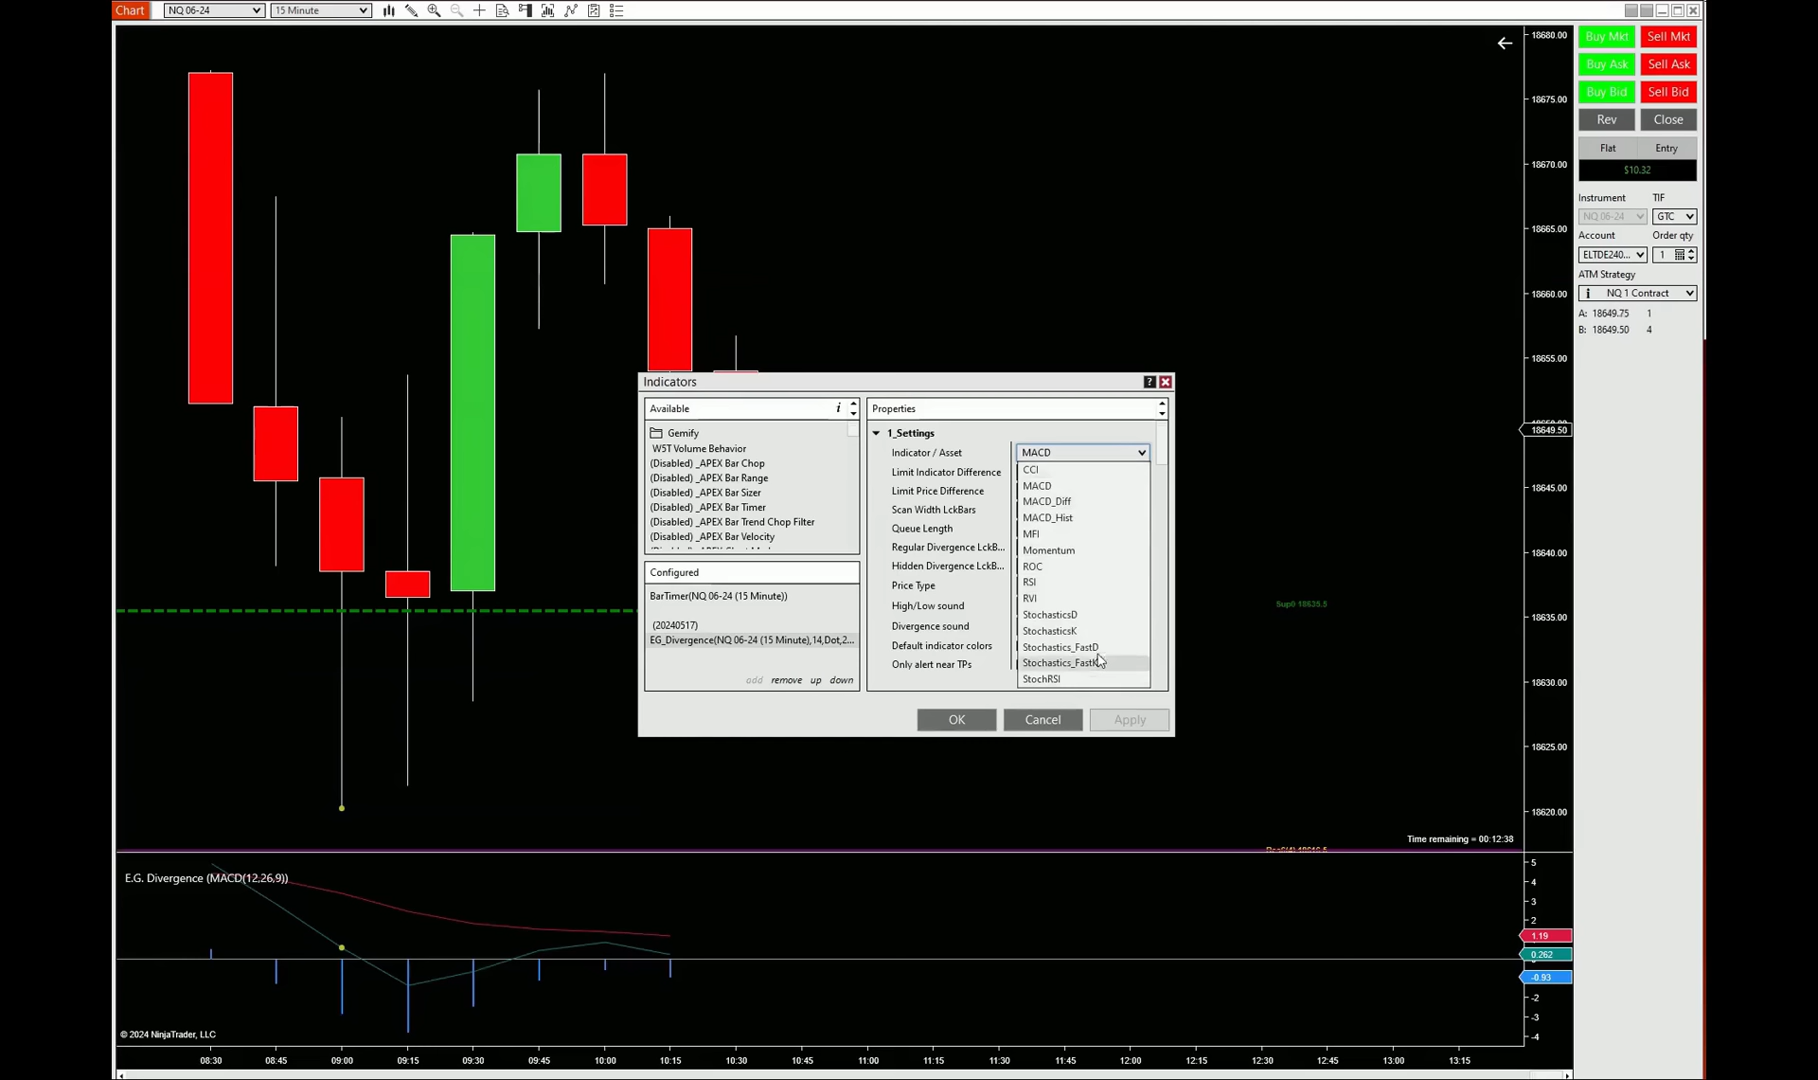 Chart NQ 06-24 15 Minute
Buy Mkt Sell Mkt
Buy Ask Sell Ask
Buy Bid Sell Bid
Rev Close
Flat Entry
$10.32
Instrument TIF
NQ 06-24 GTC
Account Order qty
ELTDE240... 1
ATM Strategy
i NQ 1 Contract
A: 18649.75 1
B: 18649.50 4
18680.00
18675.00
18670.00
18665.00
18660.00
18655.00
18649.50
18645.00
18640.00
18635.00
18630.00
18625.00
18620.00
Indicators ?
Available i
Gemify
W5T Volume Behavior
(Disabled) _APEX Bar Chop
(Disabled) _APEX Bar Range
(Disabled) _APEX Bar Sizer
(Disabled) _APEX Bar Timer
(Disabled) _APEX Bar Trend Chop Filter
(Disabled) _APEX Bar Velocity
Configured
BarTimer(NQ 06-24 (15 Minute))
(20240517)
EG_Divergence(NQ 06-24 (15 Minute),14,Dot,2...
add remove up down
Properties
1_Settings
Indicator / Asset MACD
Limit Indicator Difference
Limit Price Difference
Scan Width LckBars
Queue Length
Regular Divergence LckB...
Hidden Divergence LckB...
Price Type
High/Low sound
Divergence sound
Default indicator colors
Only alert near TPs
CCI
MACD
MACD_Diff
MACD_Hist
MFI
Momentum
ROC
RSI
RVI
StochasticsD
StochasticsK
Stochastics_FastD
Stochastics_FastK
StochRSI
OK Cancel Apply
Sup0 18635.5
Time remaining = 00:12:38
E.G. Divergence (MACD(12,26,9))
5
4
3
2
1.19
0.262
-0.93
-2
-3
-4
© 2024 NinjaTrader, LLC
08:30 08:45 09:00 09:15 09:30 09:45 10:00 10:15 10:30 10:45 11:00 11:15 11:30 11:45 12:00 12:15 12:30 12:45 13:00 13:15